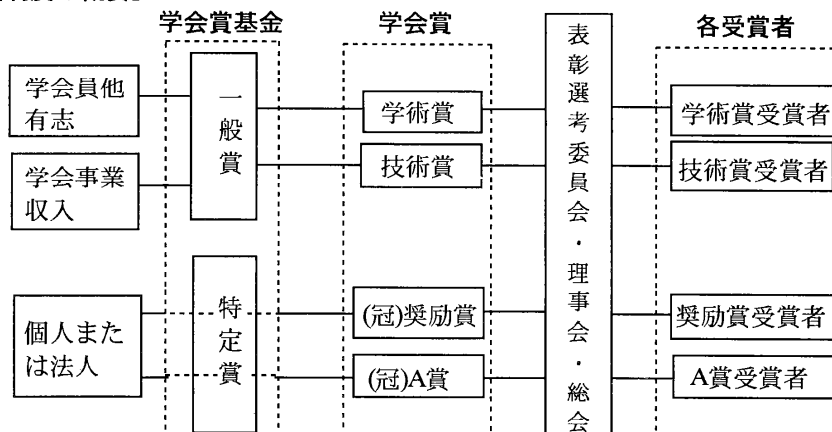 学会賞基金
学会賞
各受賞者
学会員他
有志
学会事業
収入
個人また
は法人
一般賞
特定賞
学術賞
技術賞
(冠)奨励賞
(冠)A賞
表彰選考委員会・理事会・総会
学術賞受賞者
技術賞受賞者
奨励賞受賞者
A賞受賞者